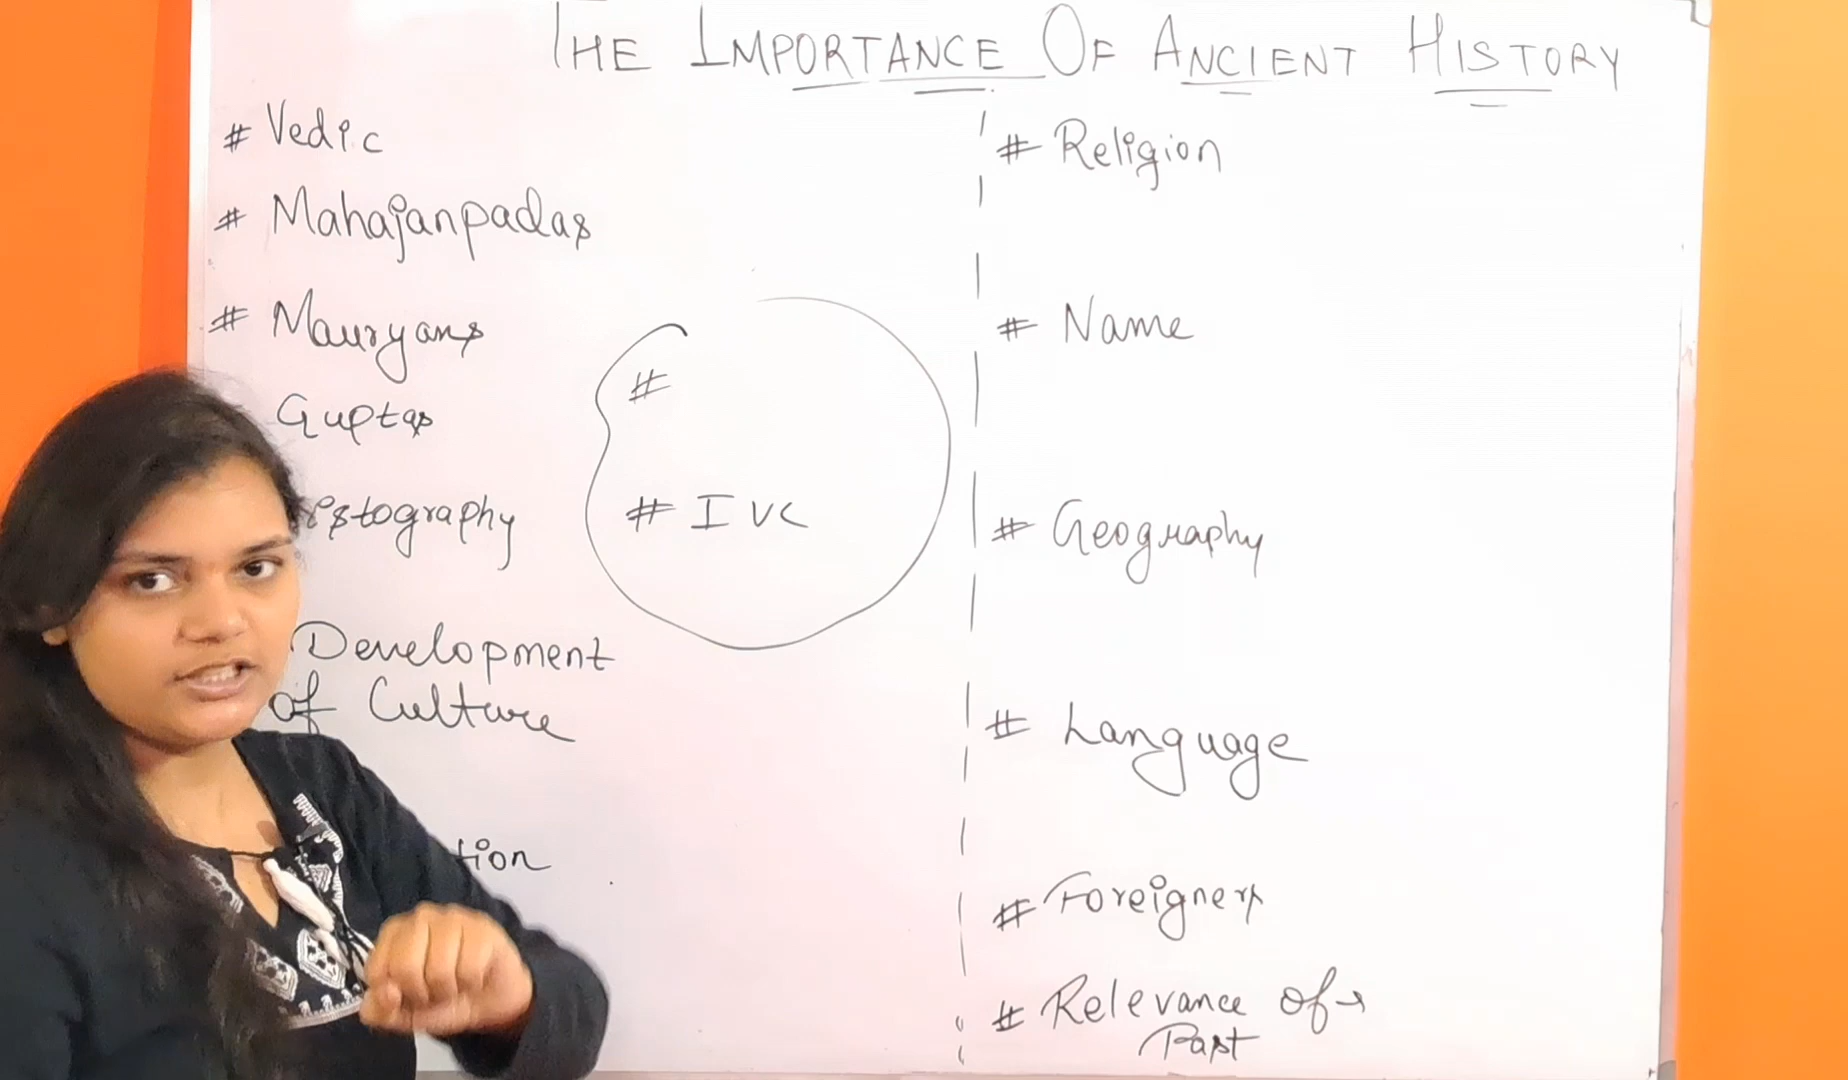 THE IMPORTANCE OF ANCIENT HISTORY
# Vedic
# Mahajanpadas
# Mauryans
Guptas
Development
of Culture
#
# IVC
# Religion
# Name
# Geography
# Language
# Foreigners
# Relevance of
Past